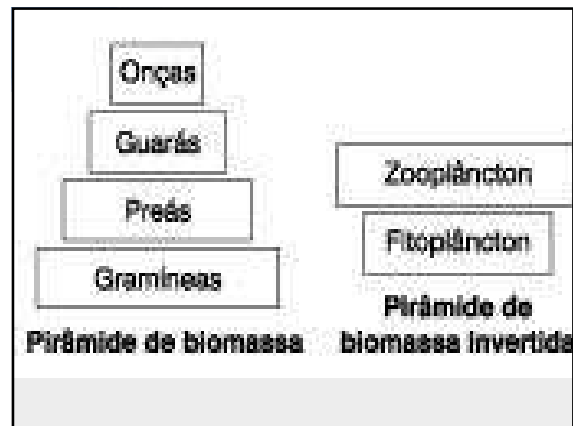 Onças
Guarás
Preás
Gramíneas
Pirâmide de biomassa
Zooplâncton
Fitoplâncton
Pirâmide de
biomassa invertida